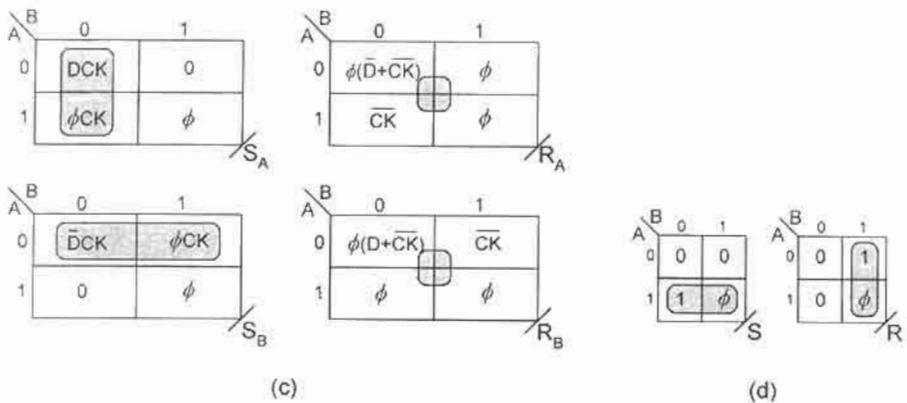 B B
A 0 1 A 0 1
0 DCK 0 0 ϕ(D̅+C̅K̅) ϕ
1 ϕCK ϕ 1 C̅K̅ ϕ
S_A R_A
B B
A 0 1 A 0 1
0 D̅CK ϕCK 0 ϕ(D+C̅K̅) C̅K̅
1 0 ϕ 1 ϕ ϕ
S_B R_B
B B
A 0 1 A 0 1
0 0 0 0 0 1
1 1 ϕ 1 0 ϕ
S R
(c) (d)